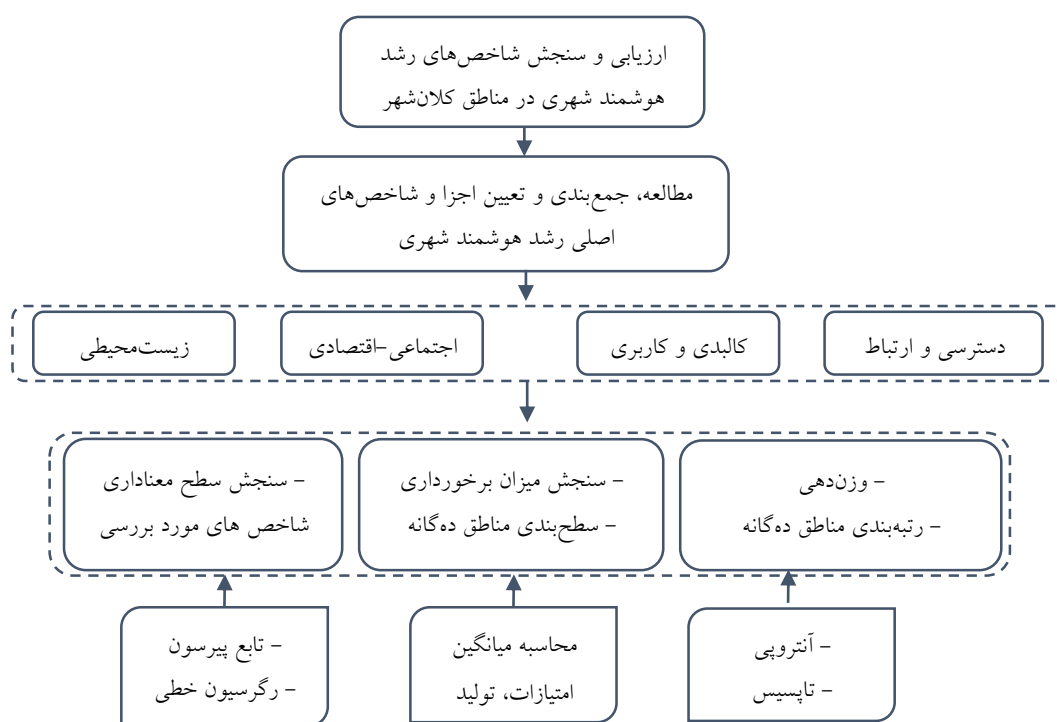 ارزیابی و سنجش شاخص‌های رشد
هوشمند شهری در مناطق کلان‌شهر
مطالعه، جمع‌بندی و تعیین اجزا و شاخص‌های
اصلی رشد هوشمند شهری
دسترسی و ارتباط
کالبدی و کاربری
اجتماعی-اقتصادی
زیست‌محیطی
- وزن‌دهی
- رتبه‌بندی مناطق ده‌گانه
- سنجش میزان برخورداری
- سطح‌بندی مناطق ده‌گانه
- سنجش سطح معناداری
شاخص های مورد بررسی
- آنتروپی
- تاپسیس
محاسبه میانگین
امتیازات، تولید
- تابع پیرسون
- رگرسیون خطی